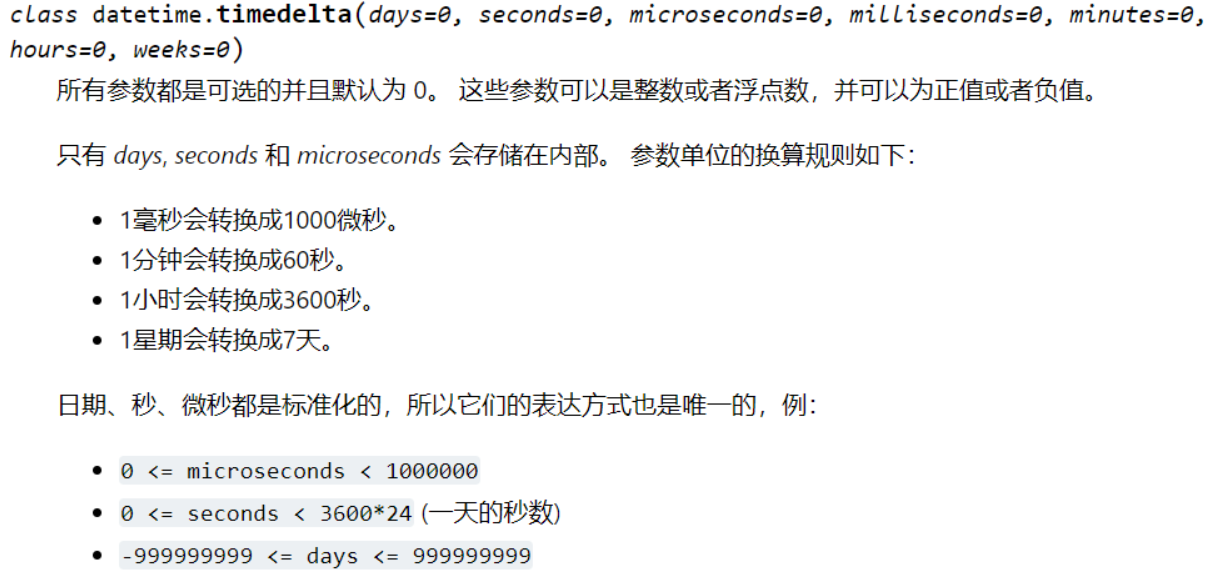 class datetime.timedelta(days=0, seconds=0, microseconds=0, milliseconds=0, minutes=0,
hours=0, weeks=0)
所有参数都是可选的并且默认为 0。 这些参数可以是整数或者浮点数，并可以为正值或者负值。
只有 days, seconds 和 microseconds 会存储在内部。 参数单位的换算规则如下：
• 1毫秒会转换成1000微秒。
• 1分钟会转换成60秒。
• 1小时会转换成3600秒。
• 1星期会转换成7天。
日期、秒、微秒都是标准化的，所以它们的表达方式也是唯一的，例：
• 0 <= microseconds < 1000000
• 0 <= seconds < 3600*24 (一天的秒数)
• -999999999 <= days <= 999999999